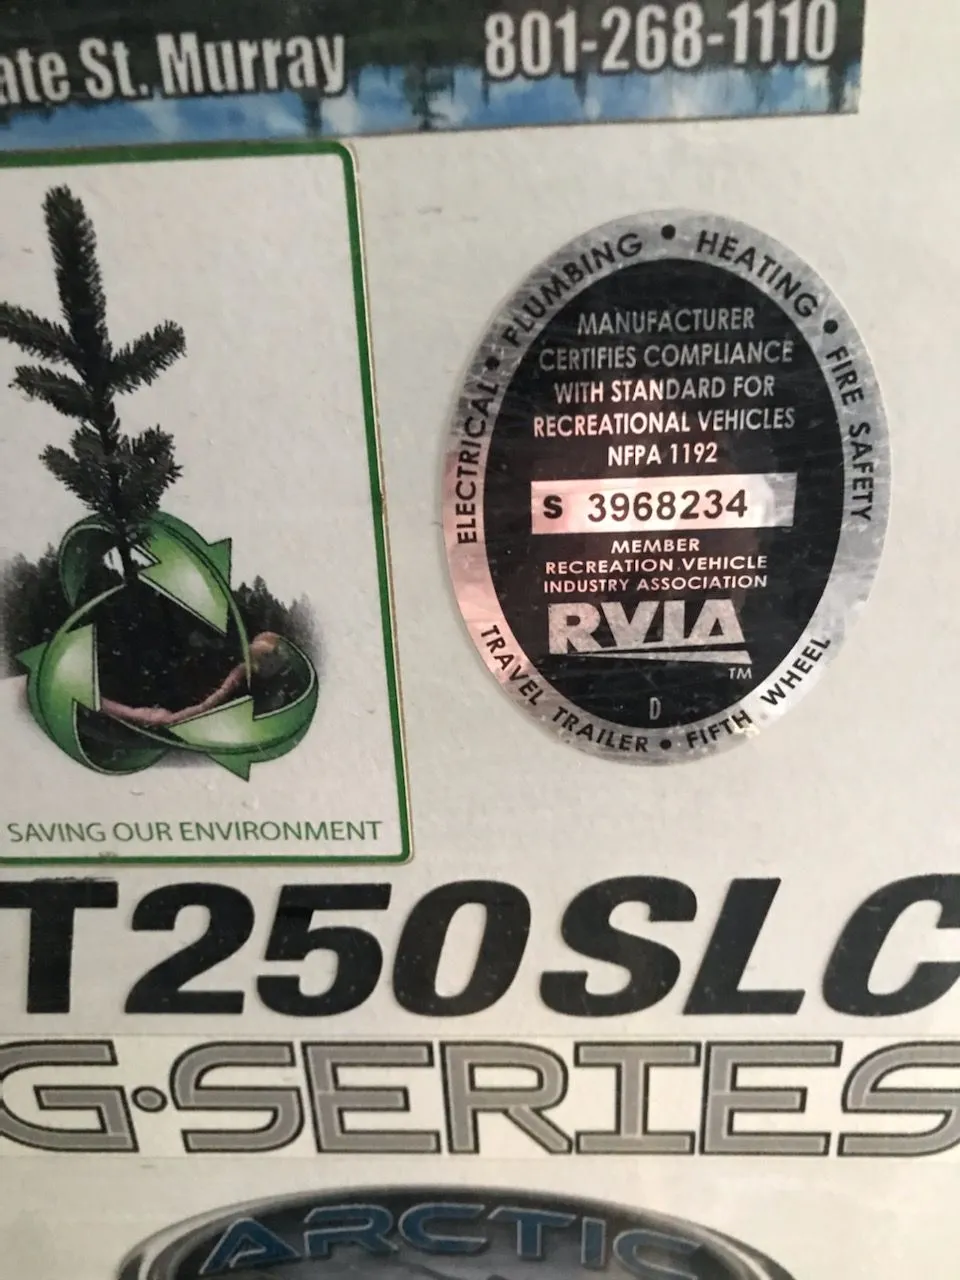 ate St. Murray 801-268-1110
SAVING OUR ENVIRONMENT
ELECTRICAL • PLUMBING • HEATING • FIRE SAFETY
MANUFACTURER
CERTIFIES COMPLIANCE
WITH STANDARD FOR
RECREATIONAL VEHICLES
NFPA 1192
S 3968234
MEMBER
RECREATION VEHICLE
INDUSTRY ASSOCIATION
RVIA
TM
D
TRAVEL TRAILER • FIFTH WHEEL
T250SLC
G•SERIES
ARCTIC